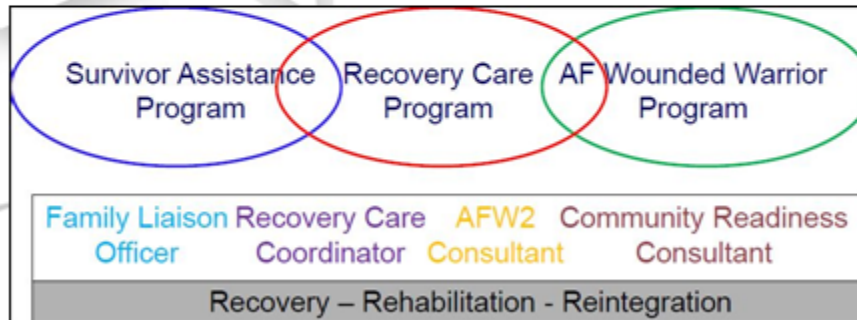 Survivor Assistance Recovery Care AF Wounded Warrior
Program Program Program
Family Liaison Recovery Care AFW2 Community Readiness
Officer Coordinator Consultant Consultant
Recovery – Rehabilitation - Reintegration